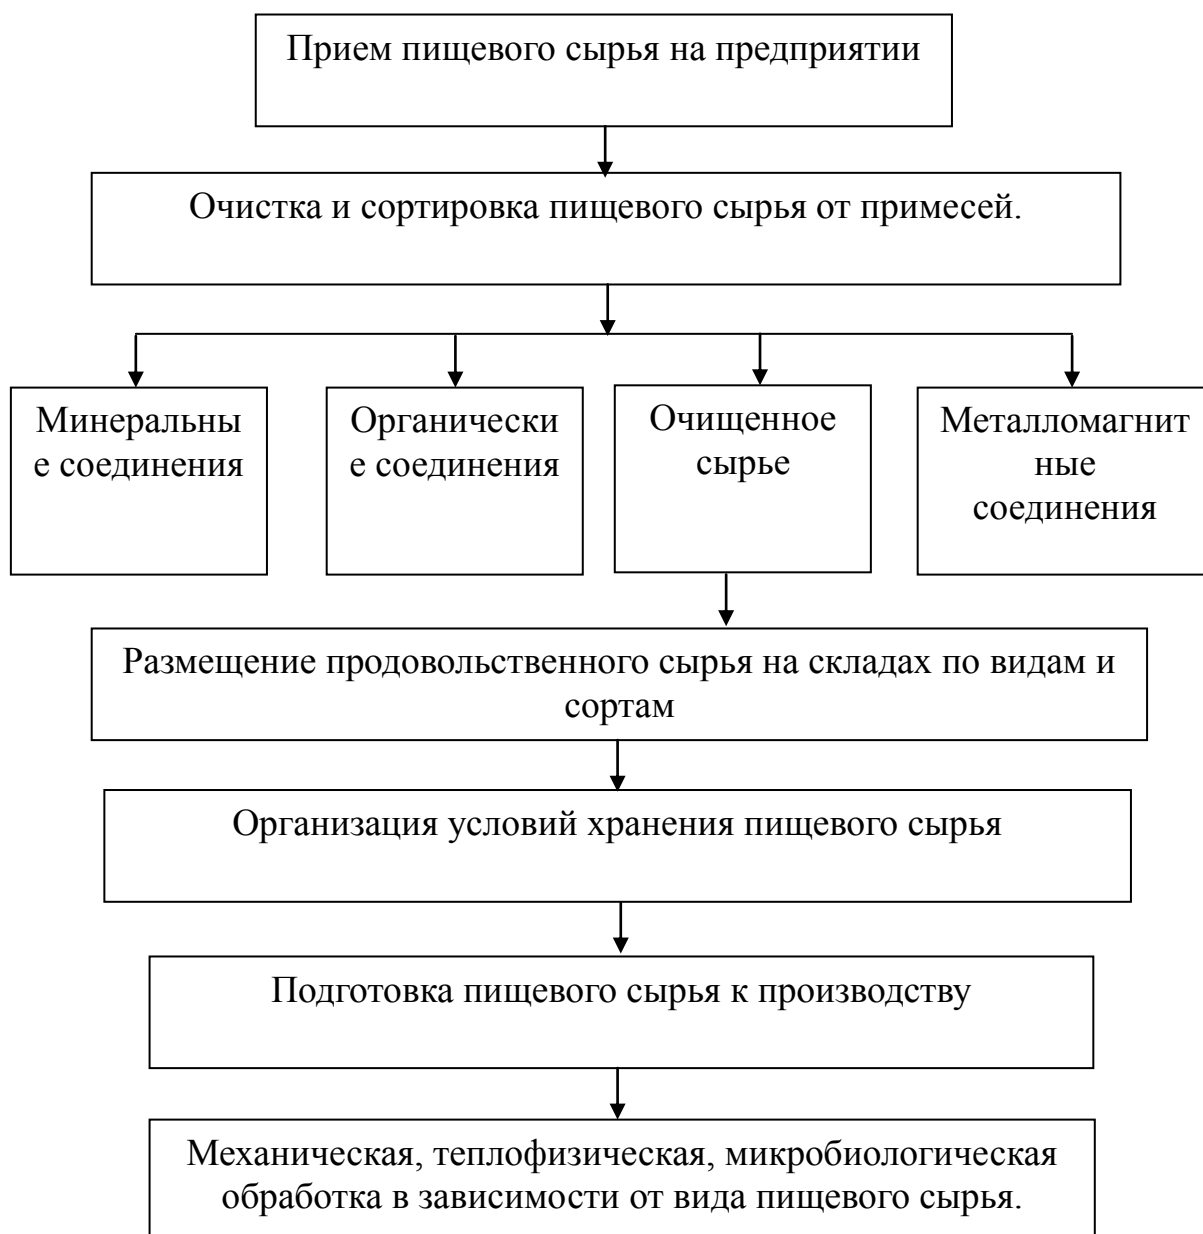 Прием пищевого сырья на предприятии
Очистка и сортировка пищевого сырья от примесей.
Минеральны
е соединения
Органически
е соединения
Очищенное
сырье
Металломагнит
ные
соединения
Размещение продовольственного сырья на складах по видам и
сортам
Организация условий хранения пищевого сырья
Подготовка пищевого сырья к производству
Механическая, теплофизическая, микробиологическая
обработка в зависимости от вида пищевого сырья.